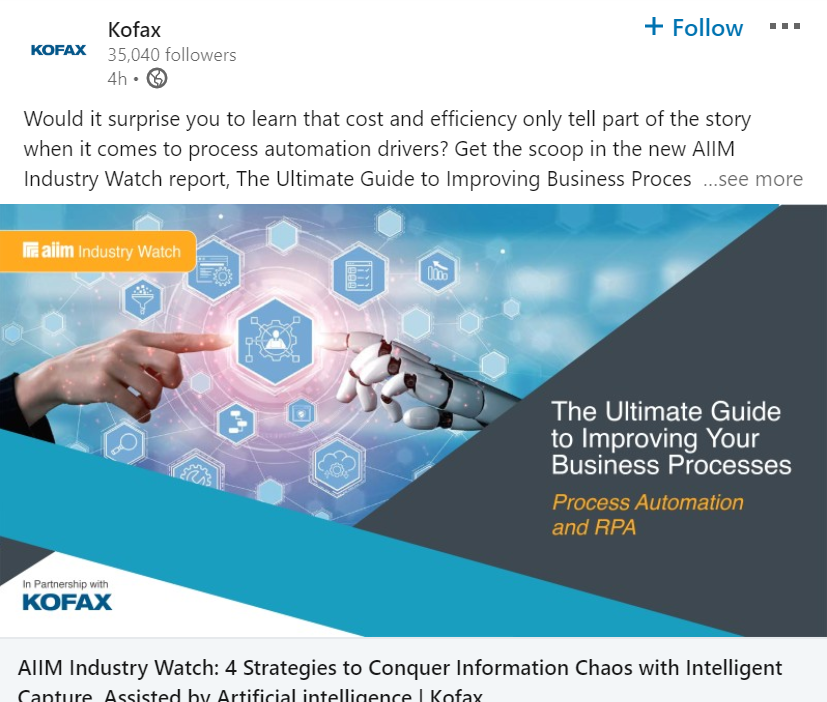 KOFAX
Kofax
35,040 followers
4h •
+ Follow
Would it surprise you to learn that cost and efficiency only tell part of the story
when it comes to process automation drivers? Get the scoop in the new AIIM
Industry Watch report, The Ultimate Guide to Improving Business Proces ...see more
aiim Industry Watch
The Ultimate Guide
to Improving Your
Business Processes
Process Automation
and RPA
In Partnership with
KOFAX
AIIM Industry Watch: 4 Strategies to Conquer Information Chaos with Intelligent
Capture, Assisted by Artificial intelligence | Kofax